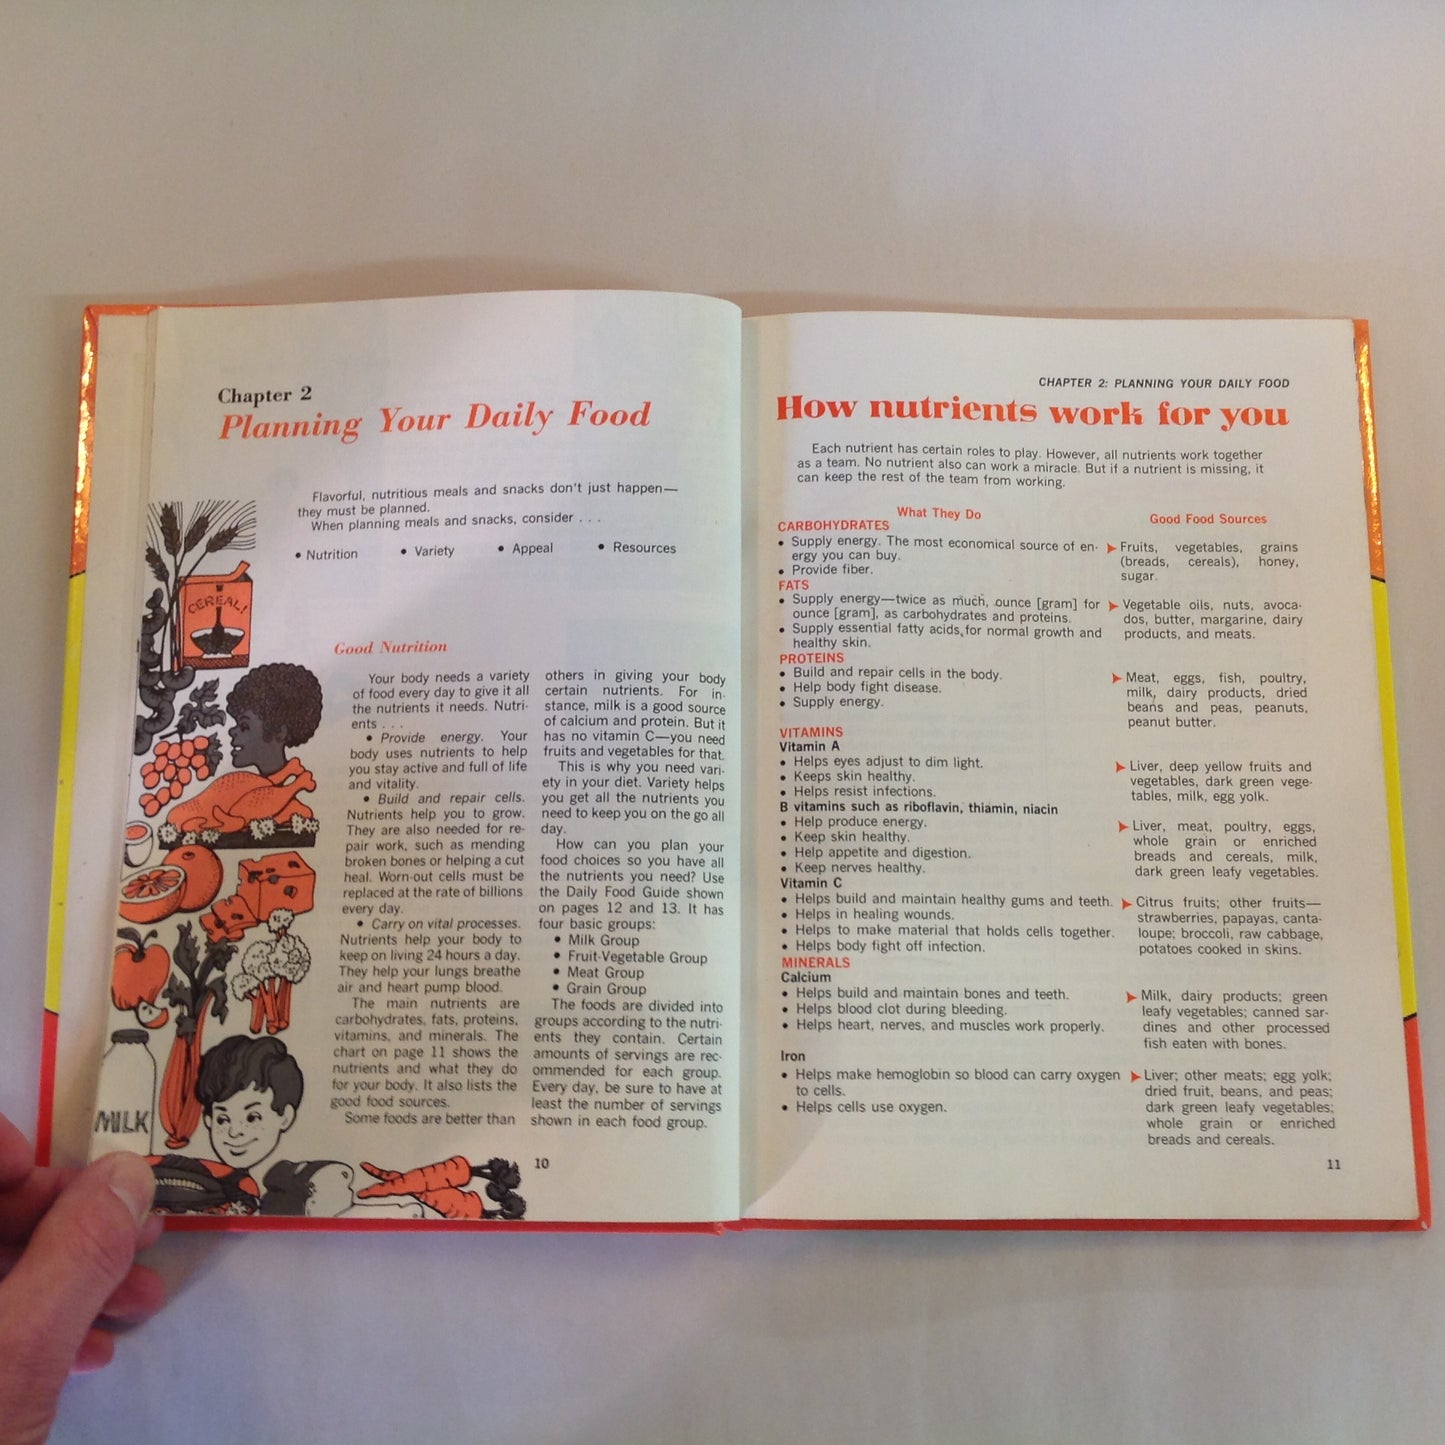 Chapter 2
Planning Your Daily Food
Flavorful, nutritious meals and snacks don't just happen—
they must be planned.
When planning meals and snacks, consider . . .
• Nutrition • Variety • Appeal • Resources
CEREAL!
MILK
Good Nutrition
Your body needs a variety
of food every day to give it all
the nutrients it needs. Nutri-
ents . . .
• Provide energy. Your
body uses nutrients to help
you stay active and full of life
and vitality.
• Build and repair cells.
Nutrients help you to grow.
They are also needed for re-
pair work, such as mending
broken bones or helping a cut
heal. Worn-out cells must be
replaced at the rate of billions
every day.
• Carry on vital processes.
Nutrients help your body to
keep on living 24 hours a day.
They help your lungs breathe
air and heart pump blood.
The main nutrients are
carbohydrates, fats, proteins,
vitamins, and minerals. The
chart on page 11 shows the
nutrients and what they do
for your body. It also lists the
good food sources.
Some foods are better than
others in giving your body
certain nutrients. For in-
stance, milk is a good source
of calcium and protein. But it
has no vitamin C—you need
fruits and vegetables for that.
This is why you need vari-
ety in your diet. Variety helps
you get all the nutrients you
need to keep you on the go all
day.
How can you plan your
food choices so you have all
the nutrients you need? Use
the Daily Food Guide shown
on pages 12 and 13. It has
four basic groups:
• Milk Group
• Fruit-Vegetable Group
• Meat Group
• Grain Group
The foods are divided into
groups according to the nutri-
ents they contain. Certain
amounts of servings are rec-
ommended for each group.
Every day, be sure to have at
least the number of servings
shown in each food group.
10
CHAPTER 2: PLANNING YOUR DAILY FOOD
How nutrients work for you
Each nutrient has certain roles to play. However, all nutrients work together
as a team. No nutrient also can work a miracle. But if a nutrient is missing, it
can keep the rest of the team from working.
What They Do
CARBOHYDRATES
• Supply energy. The most economical source of en-
ergy you can buy.
• Provide fiber.
FATS
• Supply energy—twice as much, ounce [gram] for
ounce [gram], as carbohydrates and proteins.
• Supply essential fatty acids, for normal growth and
healthy skin.
PROTEINS
• Build and repair cells in the body.
• Help body fight disease.
• Supply energy.
VITAMINS
Vitamin A
• Helps eyes adjust to dim light.
• Keeps skin healthy.
• Helps resist infections.
B vitamins such as riboflavin, thiamin, niacin
• Help produce energy.
• Keep skin healthy.
• Help appetite and digestion.
• Keep nerves healthy.
Vitamin C
• Helps build and maintain healthy gums and teeth.
• Helps in healing wounds.
• Helps to make material that holds cells together.
• Helps body fight off infection.
MINERALS
Calcium
• Helps build and maintain bones and teeth.
• Helps blood clot during bleeding.
• Helps heart, nerves, and muscles work properly.
Iron
• Helps make hemoglobin so blood can carry oxygen
to cells.
• Helps cells use oxygen.
Good Food Sources
Fruits, vegetables, grains
(breads, cereals), honey,
sugar.
Vegetable oils, nuts, avoca-
dos, butter, margarine, dairy
products, and meats.
Meat, eggs, fish, poultry,
milk, dairy products, dried
beans and peas, peanuts,
peanut butter.
Liver, deep yellow fruits and
vegetables, dark green vege-
tables, milk, egg yolk.
Liver, meat, poultry, eggs,
whole grain or enriched
breads and cereals, milk,
dark green leafy vegetables.
Citrus fruits; other fruits—
strawberries, papayas, canta-
loupe; broccoli, raw cabbage,
potatoes cooked in skins.
Milk, dairy products; green
leafy vegetables; canned sar-
dines and other processed
fish eaten with bones.
Liver; other meats; egg yolk;
dried fruit, beans, and peas;
dark green leafy vegetables;
whole grain or enriched
breads and cereals.
11